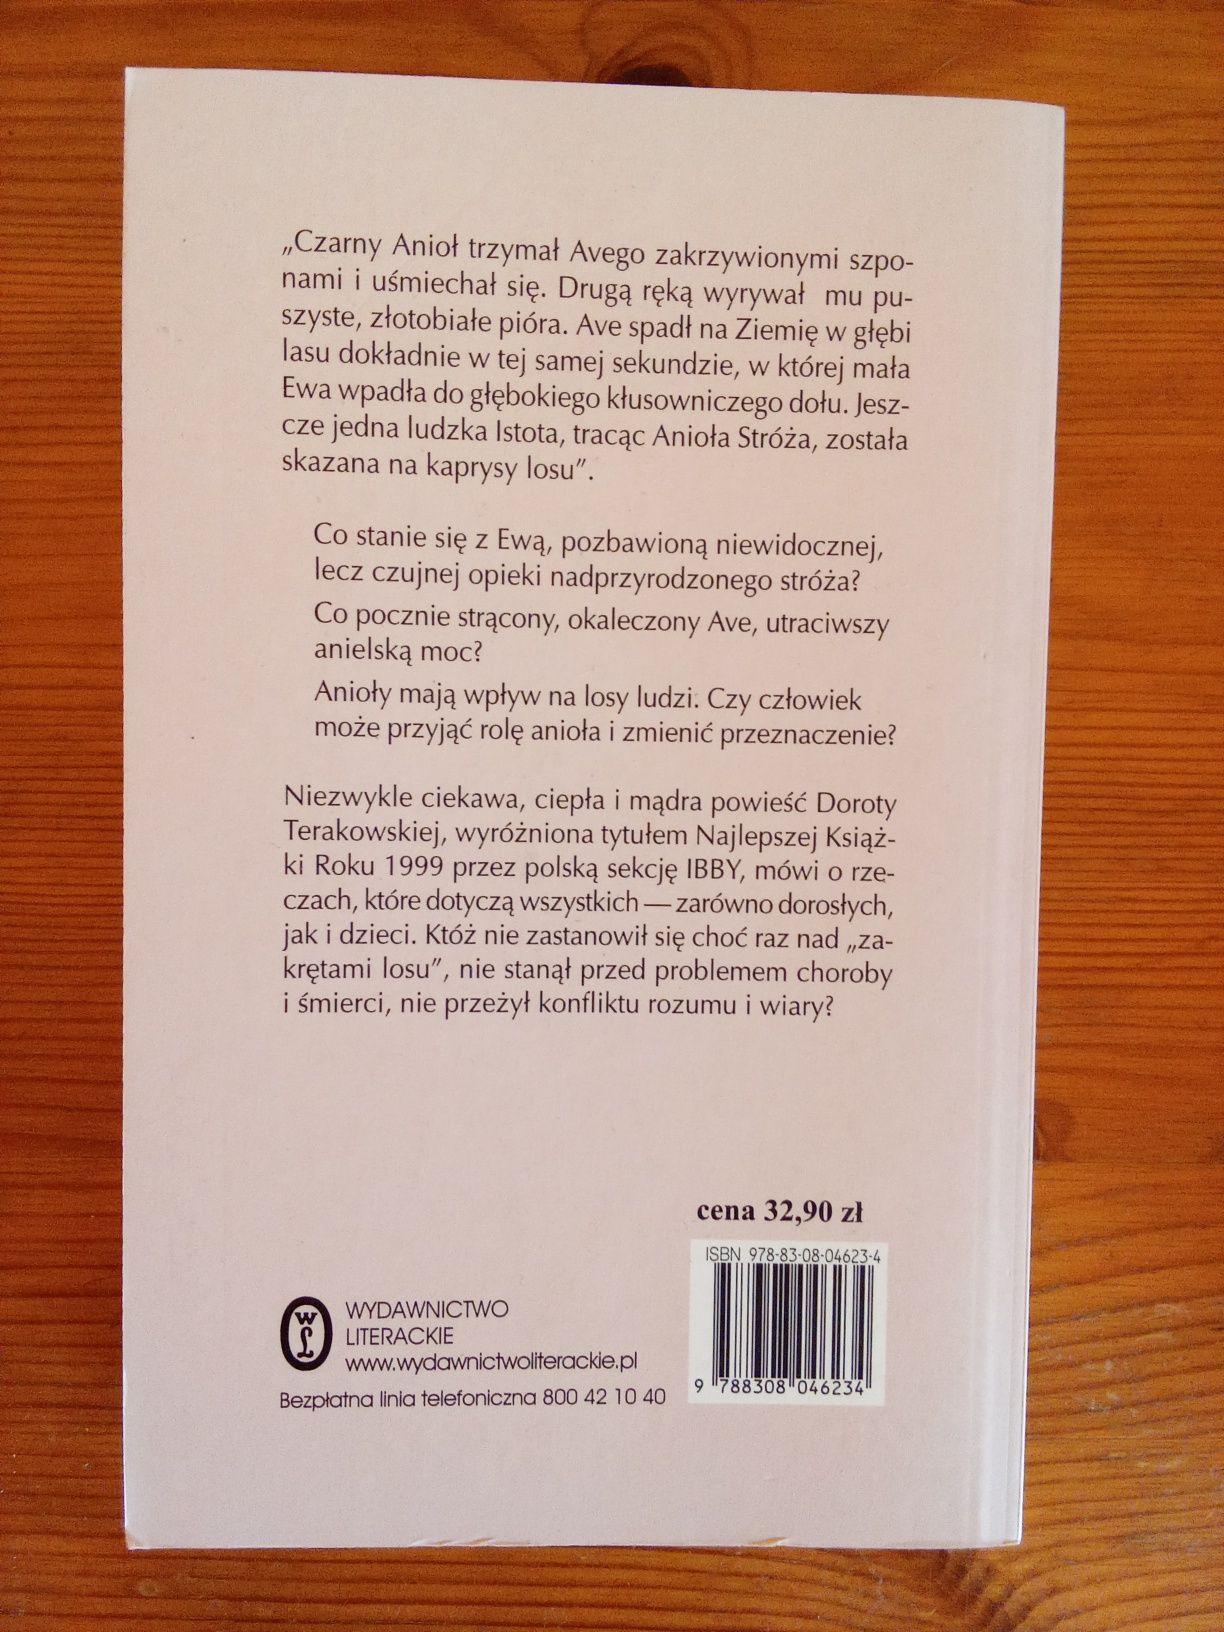 „Czarny Anioł trzymał Avego zakrzywionymi szpo-
nami i uśmiechał się. Drugą ręką wyrywał mu pu-
szyste, złotobiałe pióra. Ave spadł na Ziemię w głębi
lasu dokładnie w tej samej sekundzie, w której mała
Ewa wpadła do głębokiego kłusowniczego dołu. Jesz-
cze jedna ludzka Istota, tracąc Anioła Stróża, została
skazana na kaprysy losu”.
Co stanie się z Ewą, pozbawioną niewidocznej,
lecz czujnej opieki nadprzyrodzonego stróża?
Co pocznie strącony, okaleczony Ave, utraciwszy
anielską moc?
Anioły mają wpływ na losy ludzi. Czy człowiek
może przyjąć rolę anioła i zmienić przeznaczenie?
Niezwykle ciekawa, ciepła i mądra powieść Doroty
Terakowskiej, wyróżniona tytułem Najlepszej Książ-
ki Roku 1999 przez polską sekcję IBBY, mówi o rze-
czach, które dotyczą wszystkich — zarówno dorosłych,
jak i dzieci. Któż nie zastanowił się choć raz nad „za-
krętami losu”, nie stanął przed problemem choroby
i śmierci, nie przeżył konfliktu rozumu i wiary?
cena 32,90 zł
ISBN 978-83-08-04623-4
9 788308 046234
WL
WYDAWNICTWO
LITERACKIE
www.wydawnictwoliterackie.pl
Bezpłatna linia telefoniczna 800 42 10 40